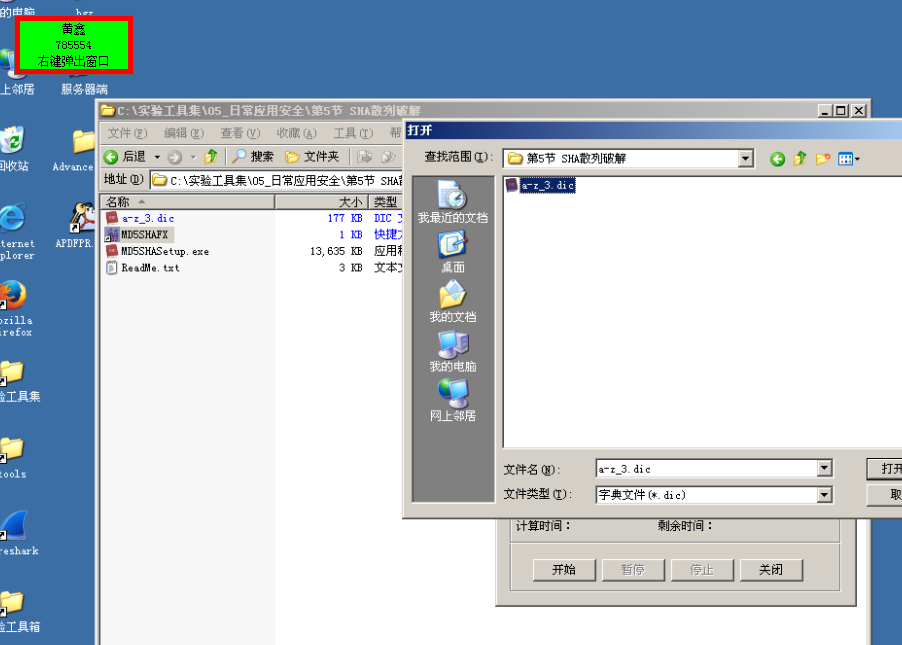 的电脑
黄鑫
785554
右键弹出窗口
上邻居
服务器端
回收站
Advance
nternet
plorer
APDFPR.
ozilla
irefox
验工具集
tools
reshark
验工具箱
C:\实验工具集\05_日常应用安全\第5节 SHA散列破解
文件(F) 编辑(E) 查看(V) 收藏(A) 工具(T) 帮
后退 搜索 文件夹
地址(D) C:\实验工具集\05_日常应用安全\第5节 SHA散
名称 大小 类型
a-z_3.dic 177 KB DIC
MD5SHAFX 1 KB 快捷
MD5SHASetup.exe 13,635 KB 应用程
ReadMe.txt 3 KB 文本文
打开
查找范围(I): 第5节 SHA散列破解
a-z_3.dic
我最近的文档
桌面
我的文档
我的电脑
网上邻居
文件名(N): a-z_3.dic 打开
文件类型(T): 字典文件(*.dic) 取
计算时间: 剩余时间:
开始 暂停 停止 关闭